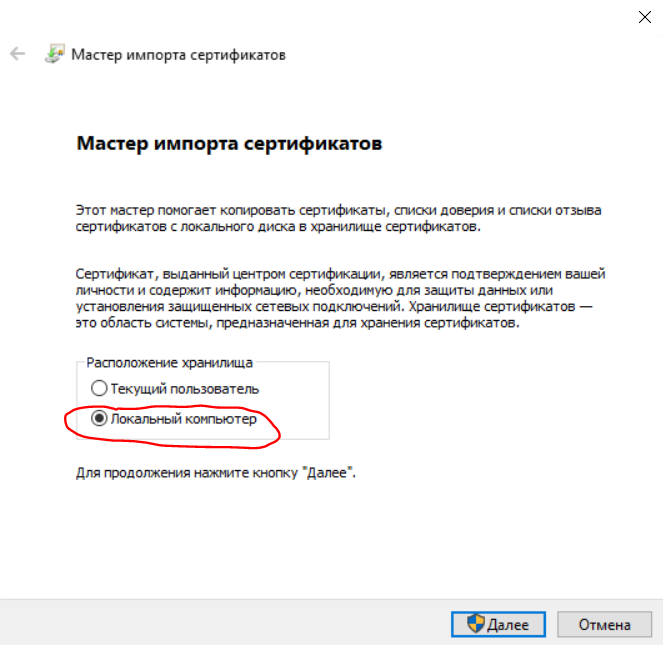 Мастер импорта сертификатов
Мастер импорта сертификатов
Этот мастер помогает копировать сертификаты, списки доверия и списки отзыва
сертификатов с локального диска в хранилище сертификатов.
Сертификат, выданный центром сертификации, является подтверждением вашей
личности и содержит информацию, необходимую для защиты данных или
установления защищенных сетевых подключений. Хранилище сертификатов —
это область системы, предназначенная для хранения сертификатов.
Расположение хранилища
Текущий пользователь
Локальный компьютер
Для продолжения нажмите кнопку "Далее".
Далее
Отмена